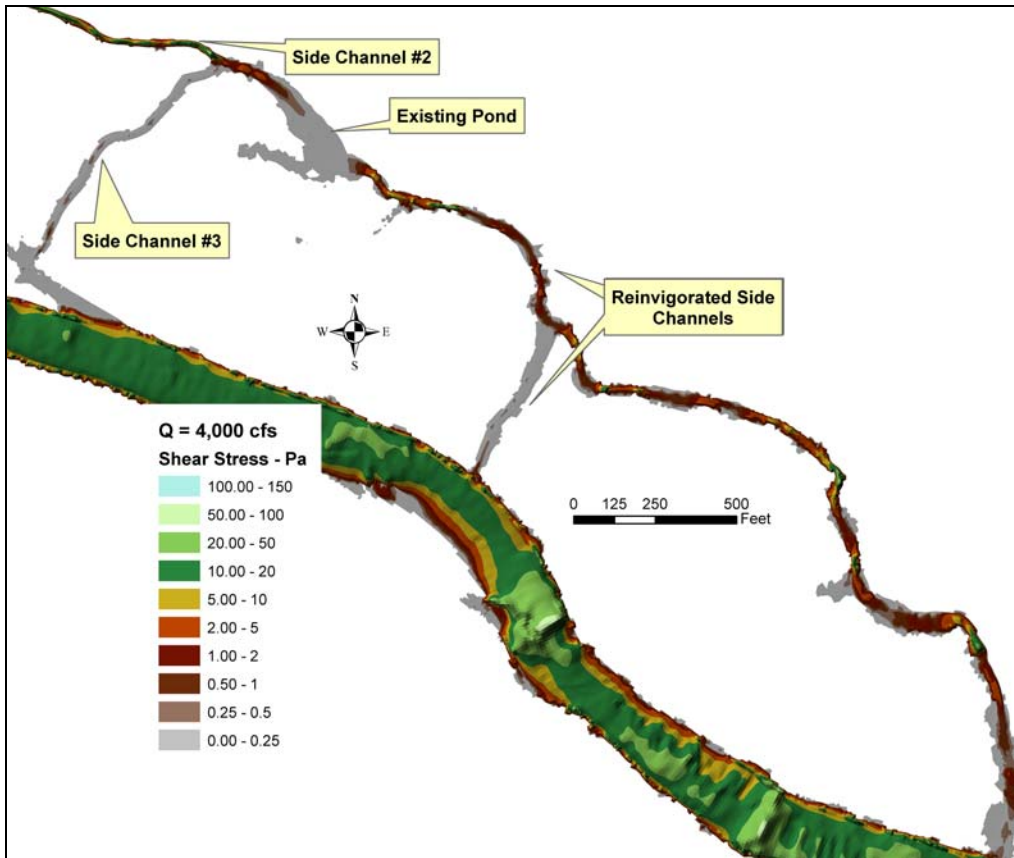 Side Channel #2
Existing Pond
Side Channel #3
Reinvigorated Side
Channels
N
W E
S
Q = 4,000 cfs
Shear Stress - Pa
100.00 - 150
50.00 - 100
20.00 - 50
10.00 - 20
5.00 - 10
2.00 - 5
1.00 - 2
0.50 - 1
0.25 - 0.5
0.00 - 0.25
0 125 250 500
Feet